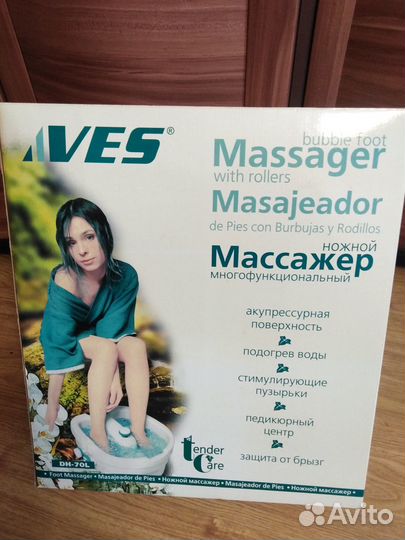 AVES®
bubble foot
Massager
with rollers
Masajeador
de Pies con Burbujas y Rodillos
ножной
Массажер
многофункциональный
акупрессурная
поверхность
подогрев воды
стимулирующие
пузырьки
педикюрный
центр
защита от брызг
tender
Care
DH-70L
• Foot Massager • Masajeador de Pies • Ножной массажер • Masajeador de Pies • Ножной массажер •
Avito